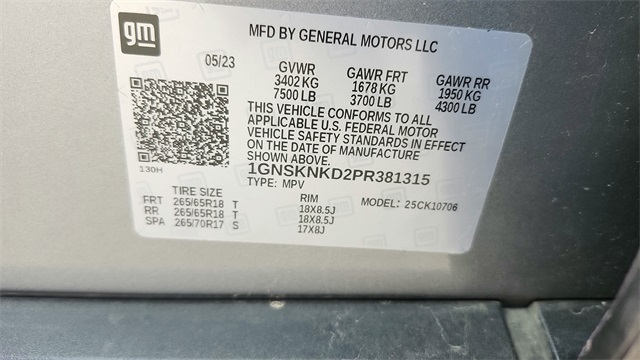 gm
MFD BY GENERAL MOTORS LLC
05/23
GVWR GAWR FRT GAWR RR
3402 KG 1678 KG 1950 KG
7500 LB 3700 LB 4300 LB
THIS VEHICLE CONFORMS TO ALL
APPLICABLE U.S. FEDERAL MOTOR
VEHICLE SAFETY STANDARDS IN EFFECT
ON THE DATE OF MANUFACTURE
SHOWN ABOVE.
130H
1GNSKNKD2PR381315
TYPE: MPV
TIRE SIZE RIM MODEL: 25CK10706
FRT 265/65R18 T 18X8.5J
RR 265/65R18 T 18X8.5J
SPA 265/70R17 S 17X8J